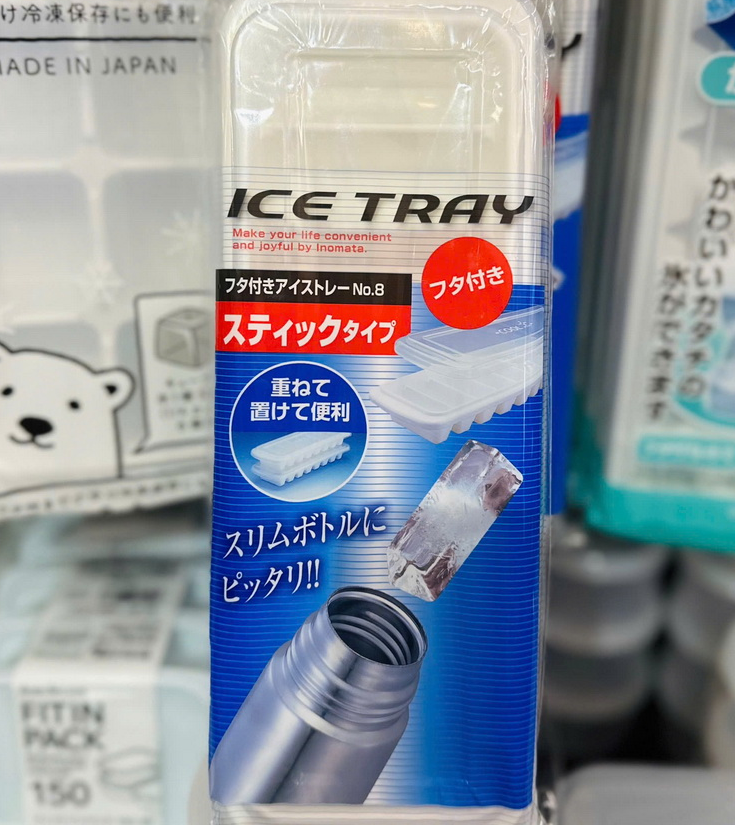 け冷凍保存にも便利
MADE IN JAPAN
ICE TRAY
Make your life convenient
and joyful by Inomata.
フタ付きアイストレー No.8
フタ付き
スティックタイプ
重ねて
置けて便利
スリムボトルに
ピッタリ!!
かわいいカタチの
氷ができます
FIT IN
PACK
150